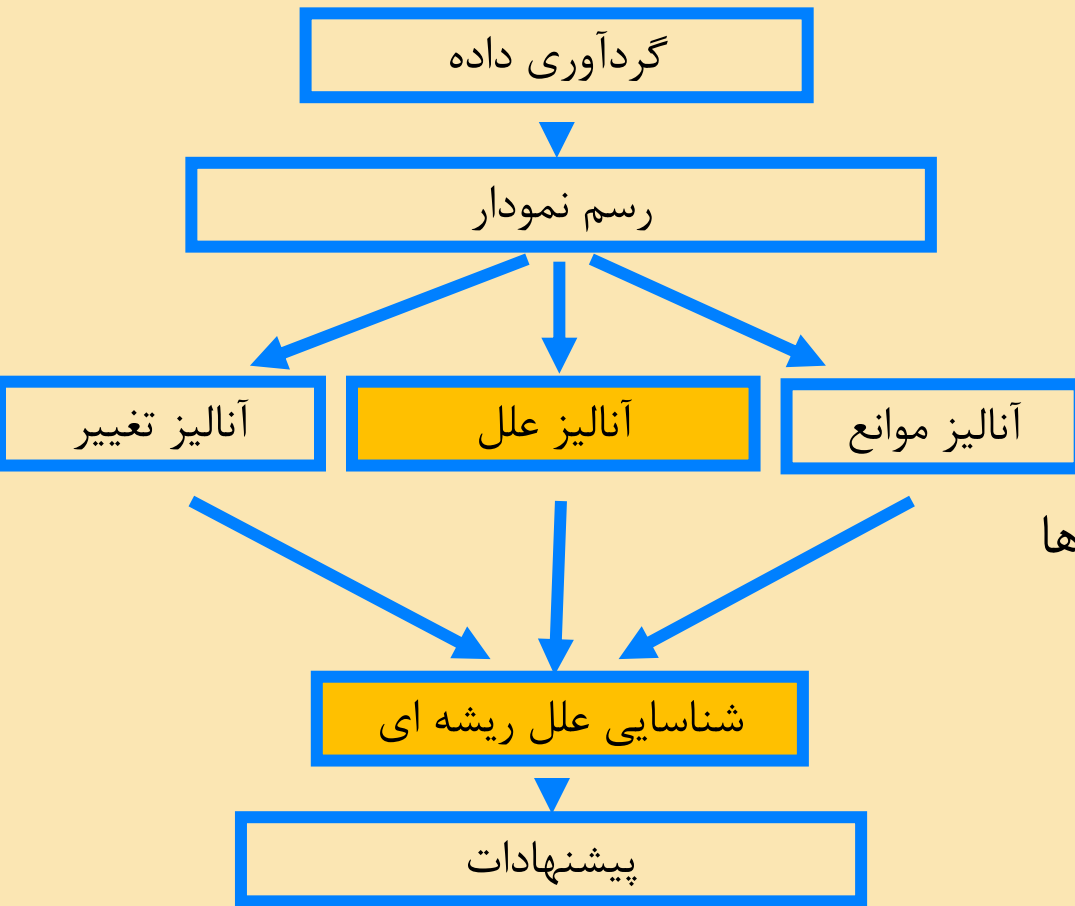 گردآوری داده
رسم نمودار
آنالیز موانع
آنالیز علل
آنالیز تغییر
ها
شناسایی علل ریشه ای
پیشنهادات